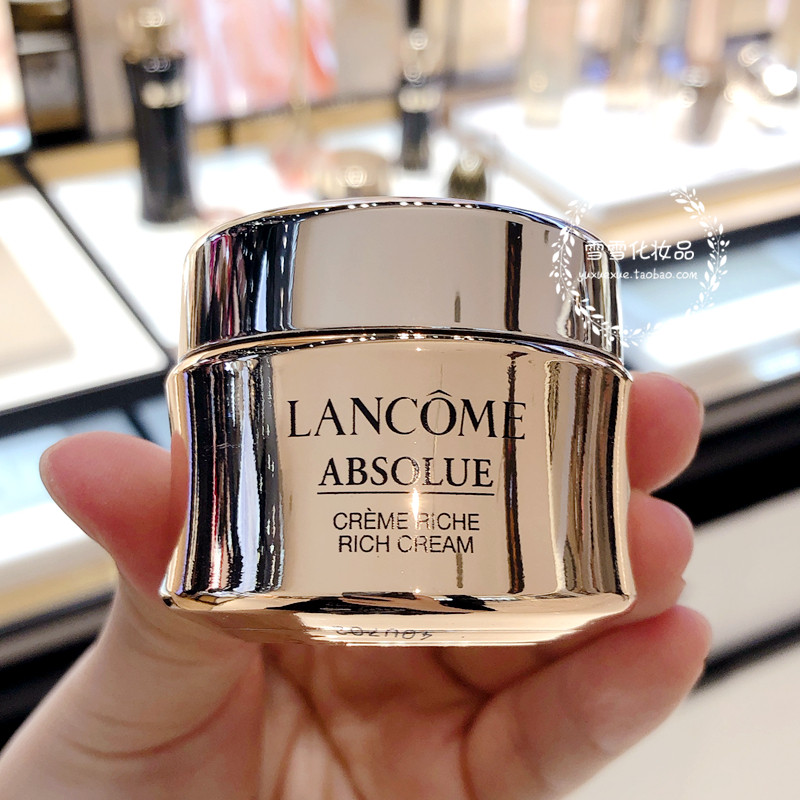 雪雪化妆品
yuxuexue.taobao.com
LANCÔME
ABSOLUE
CRÈME RICHE
RICH CREAM